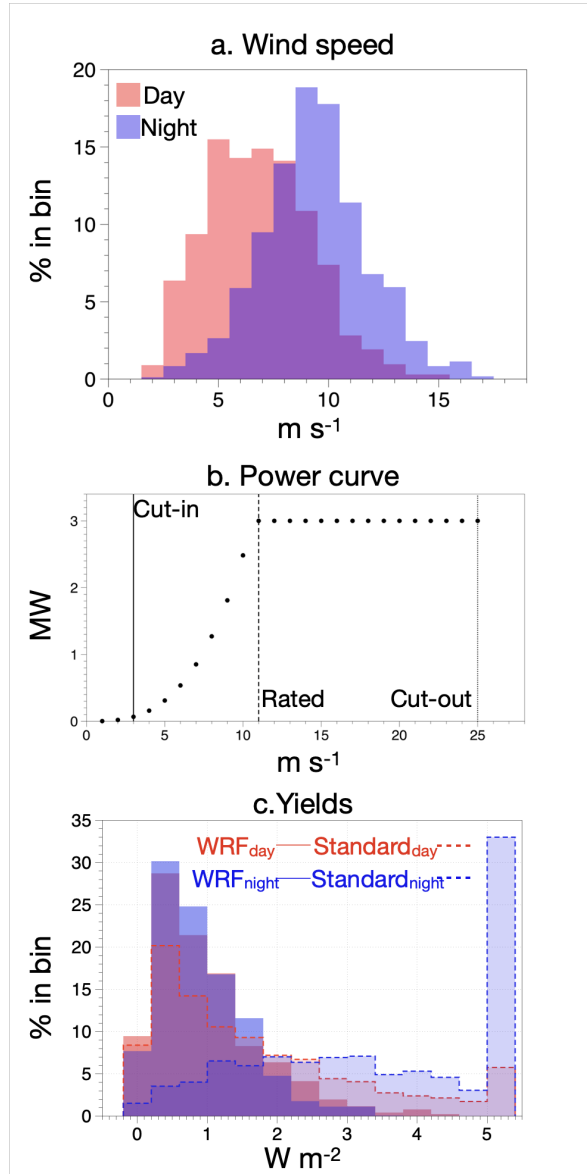 a. Wind speed
20
15
10
5
0
% in bin
Day
Night
0 5 10 15
m s-1
b. Power curve
3
2
1
0
MW
Cut-in
Rated
Cut-out
0 5 10 15 20 25
m s-1
c.Yields
35
30
25
20
15
10
5
0
% in bin
WRFday Standardday
WRFnight Standardnight
0 1 2 3 4 5
W m-2